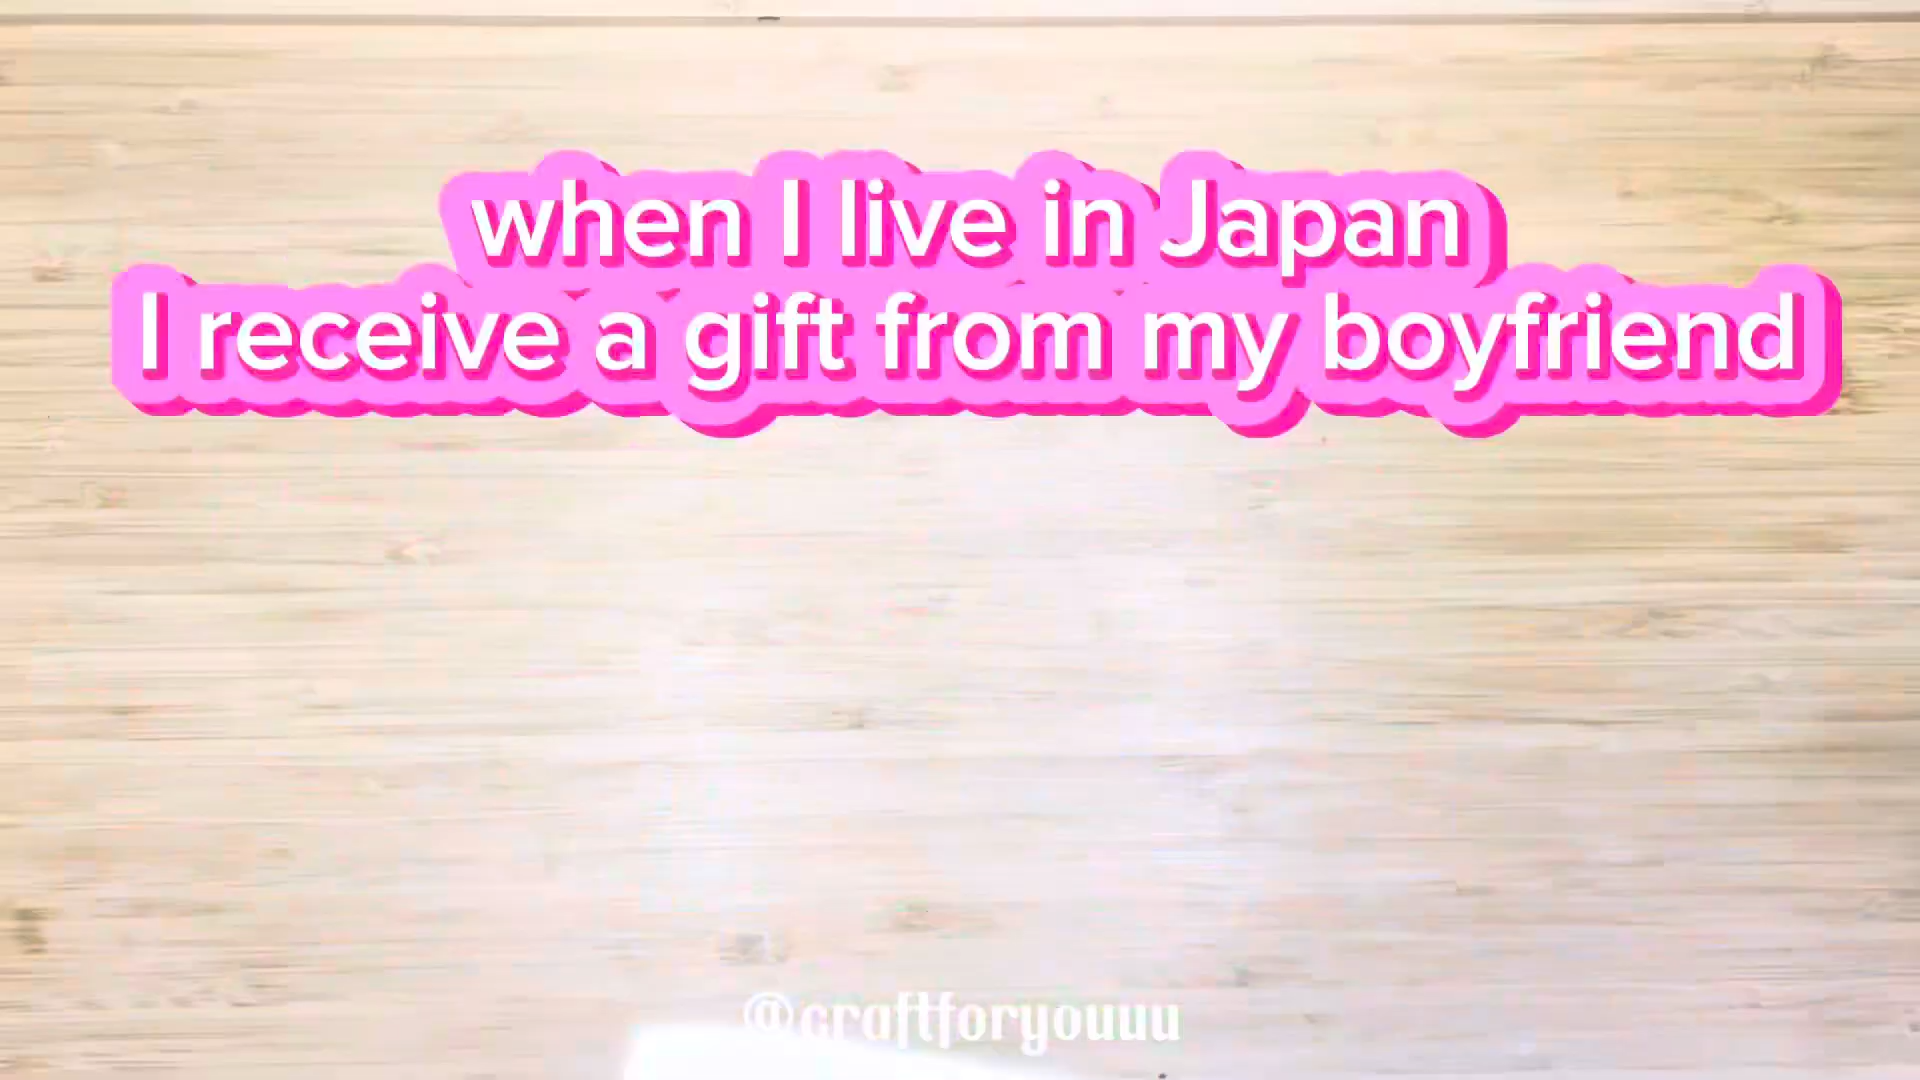 when I live in Japan
I receive a gift from my boyfriend
@craftforyouuu